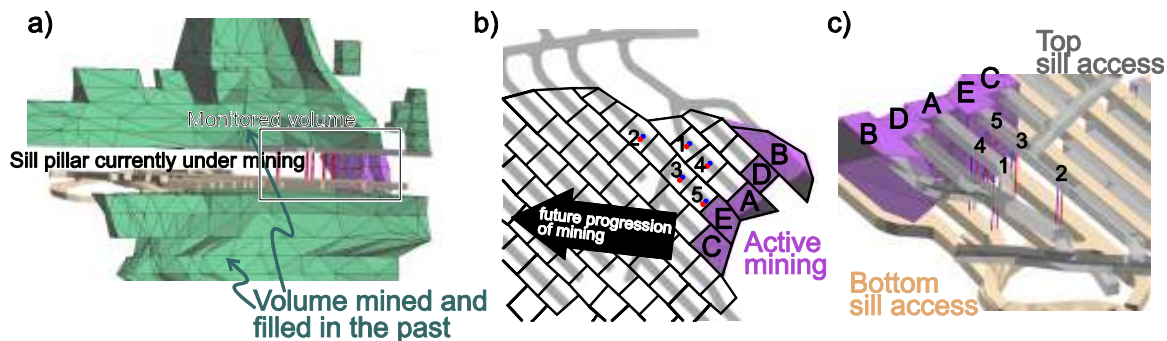 a)
Monitored volume
Sill pillar currently under mining
Volume mined and
filled in the past
b)
2
1
3
4
5
B
D
A
E
C
future progression
of mining
Active
mining
c)
Top
sill access
C
E
A
D
B
5
4
3
1
2
Bottom
sill access